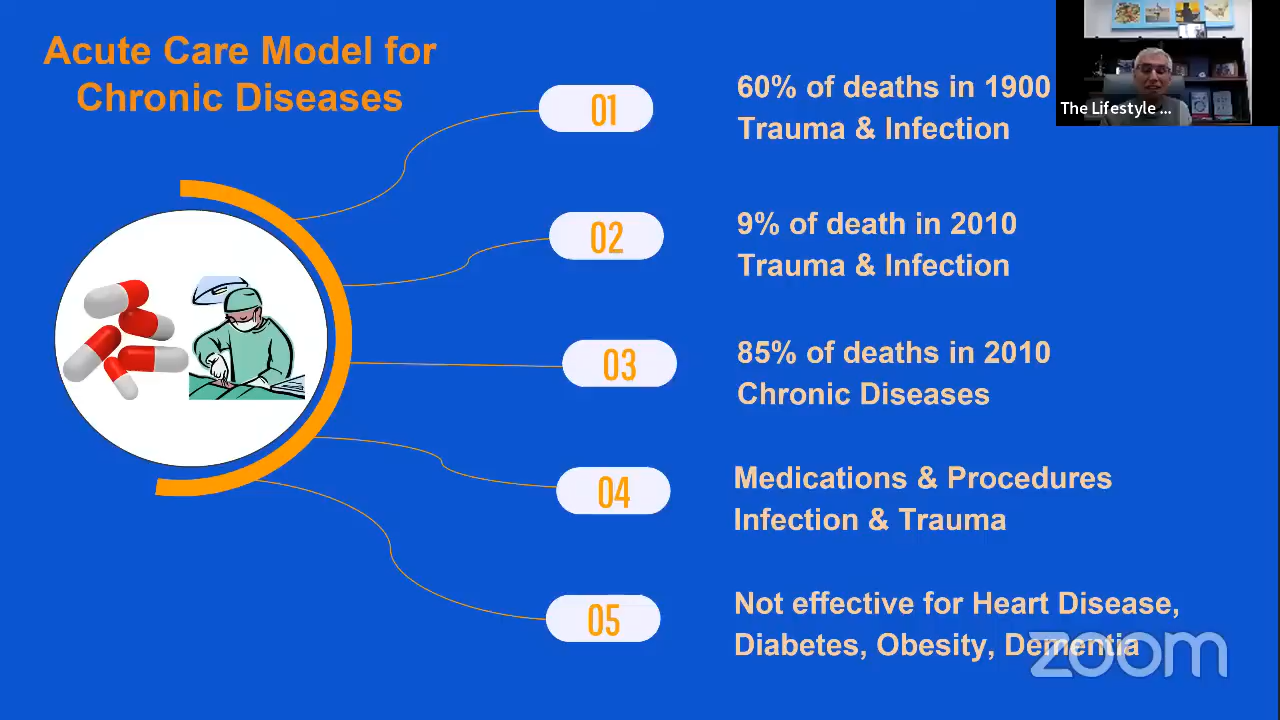 Acute Care Model for
Chronic Diseases
01
60% of deaths in 1900
Trauma & Infection
The Lifestyle ...
02
9% of death in 2010
Trauma & Infection
03
85% of deaths in 2010
Chronic Diseases
04
Medications & Procedures
Infection & Trauma
05
Not effective for Heart Disease,
Diabetes, Obesity, Dementia
zoom